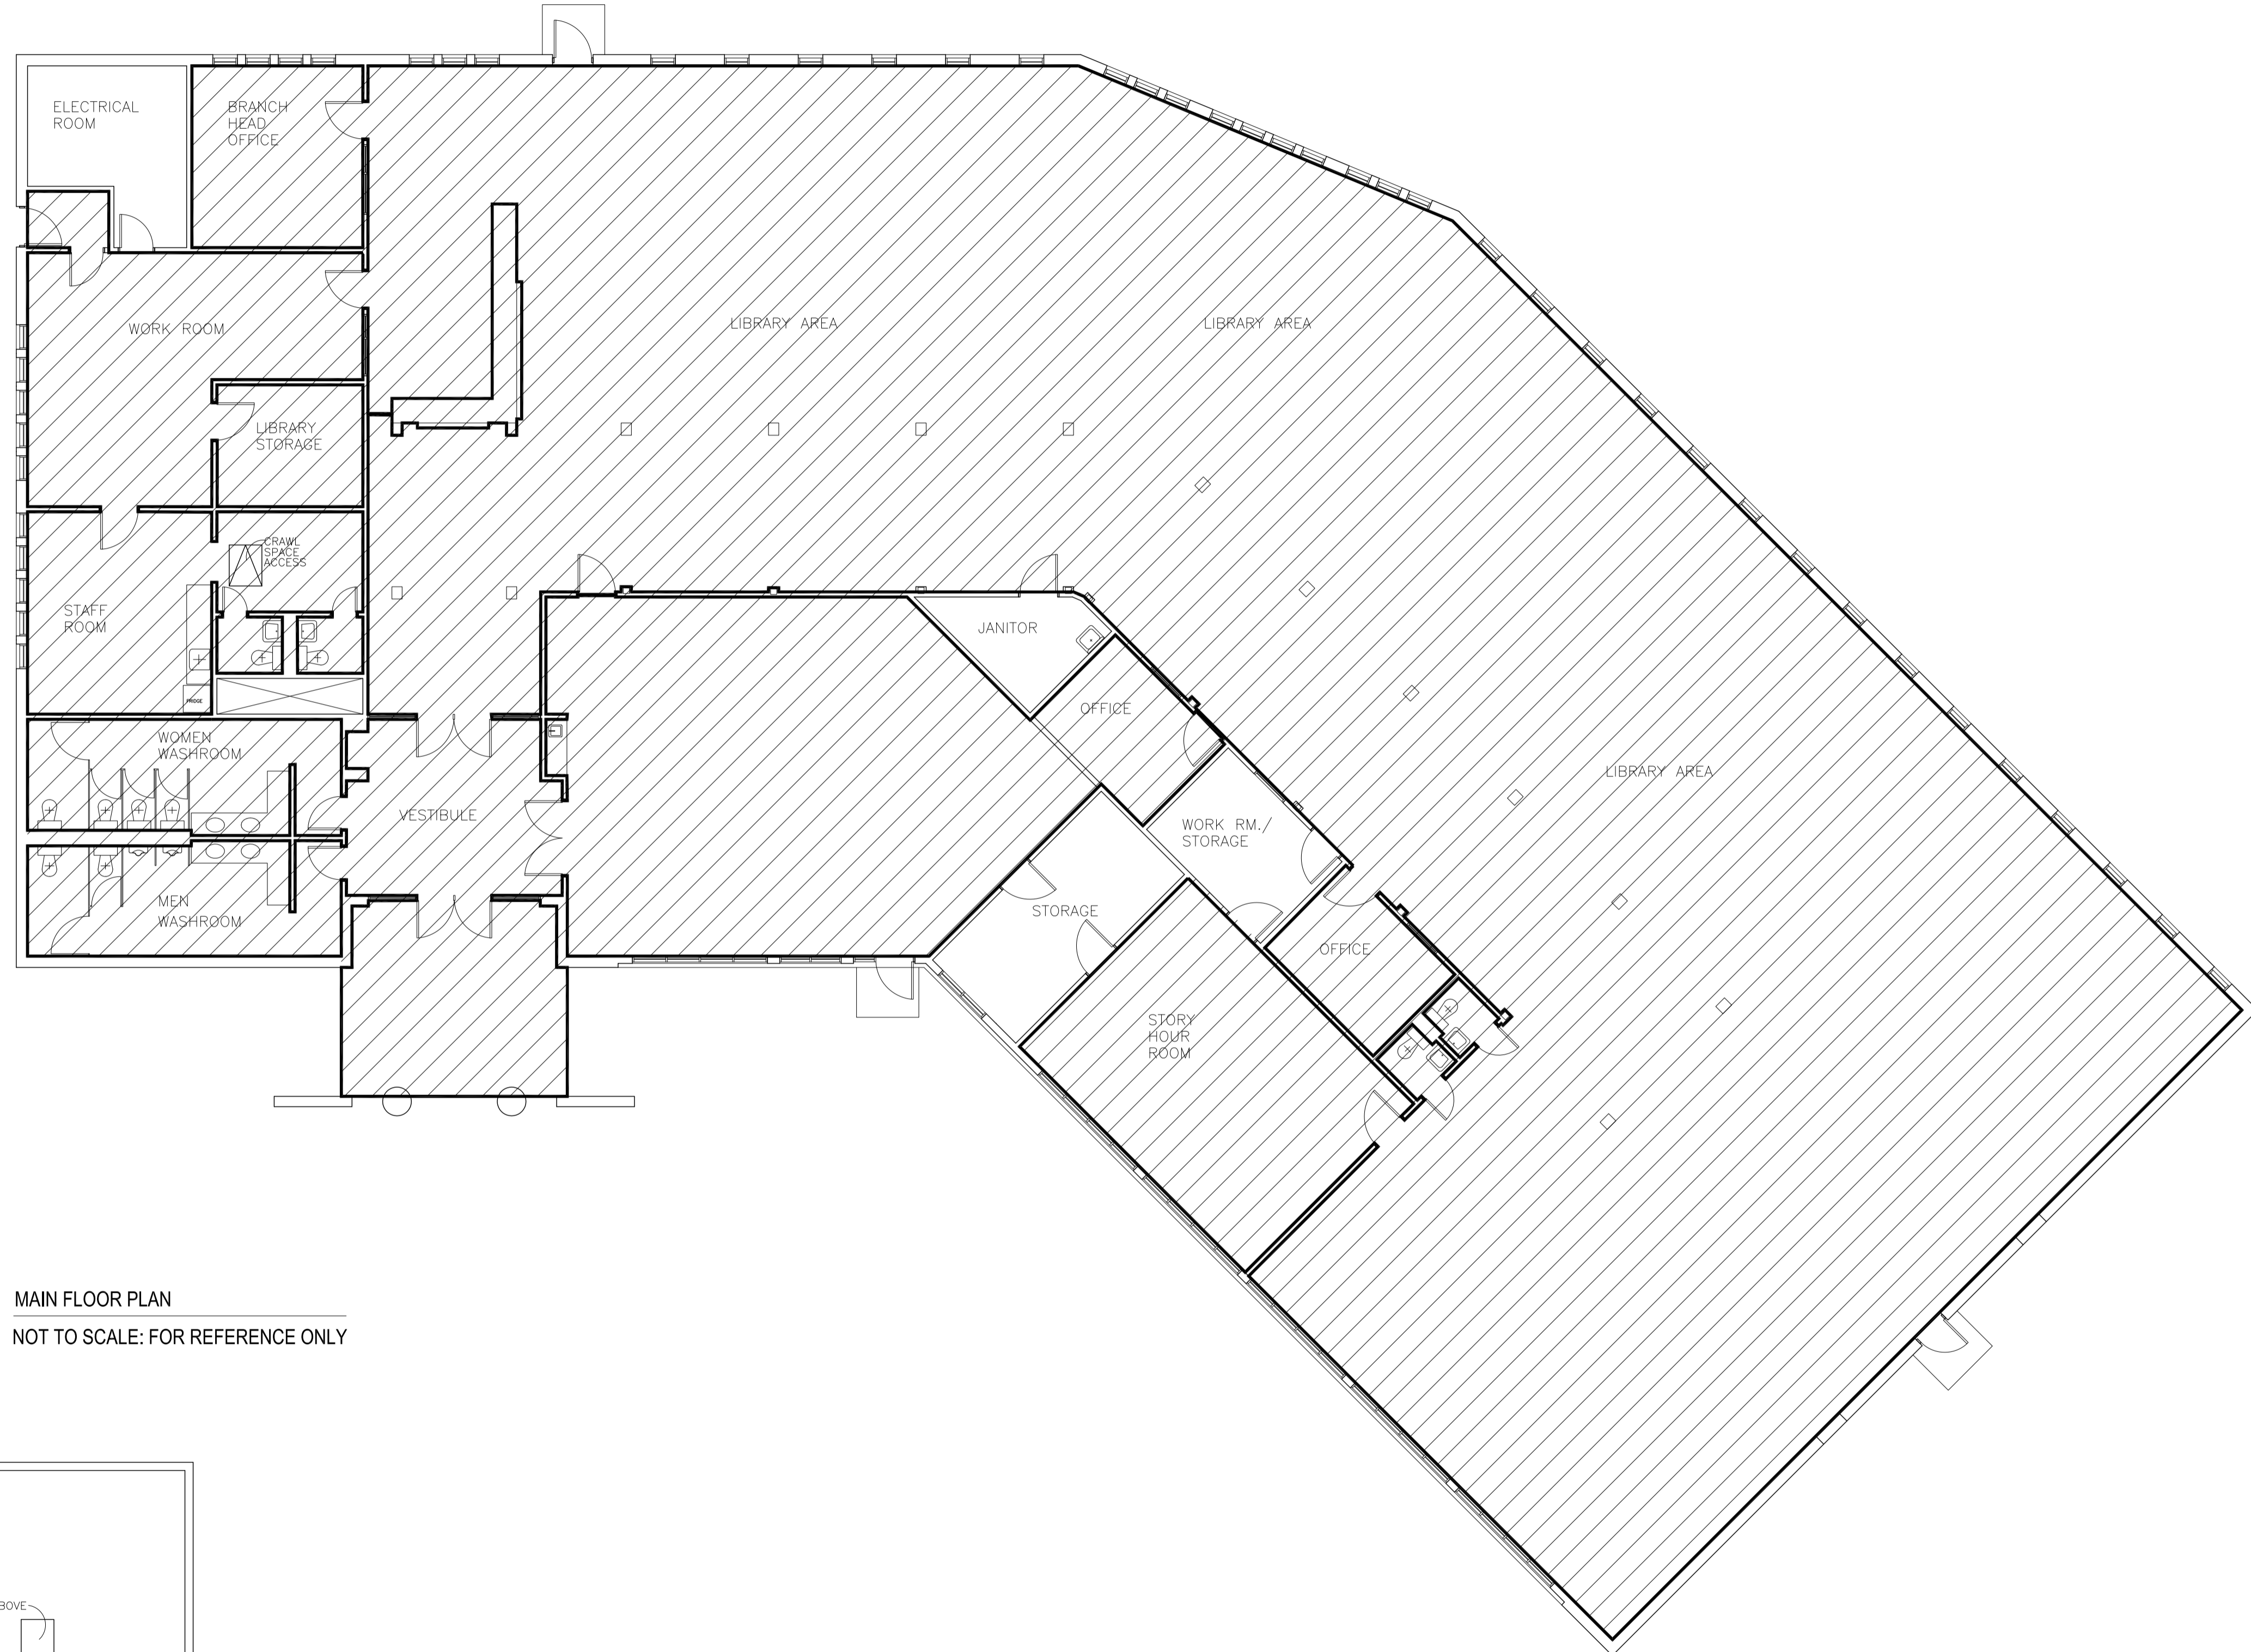 ELECTRICAL
ROOM
BRANCH
HEAD
OFFICE
WORK ROOM
LIBRARY AREA
LIBRARY AREA
LIBRARY
STORAGE
CRAWL
SPACE
ACCESS
STAFF
ROOM
FRIDGE
JANITOR
OFFICE
WOMEN
WASHROOM
VESTIBULE
LIBRARY AREA
WORK RM./
STORAGE
MEN
WASHROOM
STORAGE
OFFICE
STORY
HOUR
ROOM
MAIN FLOOR PLAN
NOT TO SCALE: FOR REFERENCE ONLY
BOVE